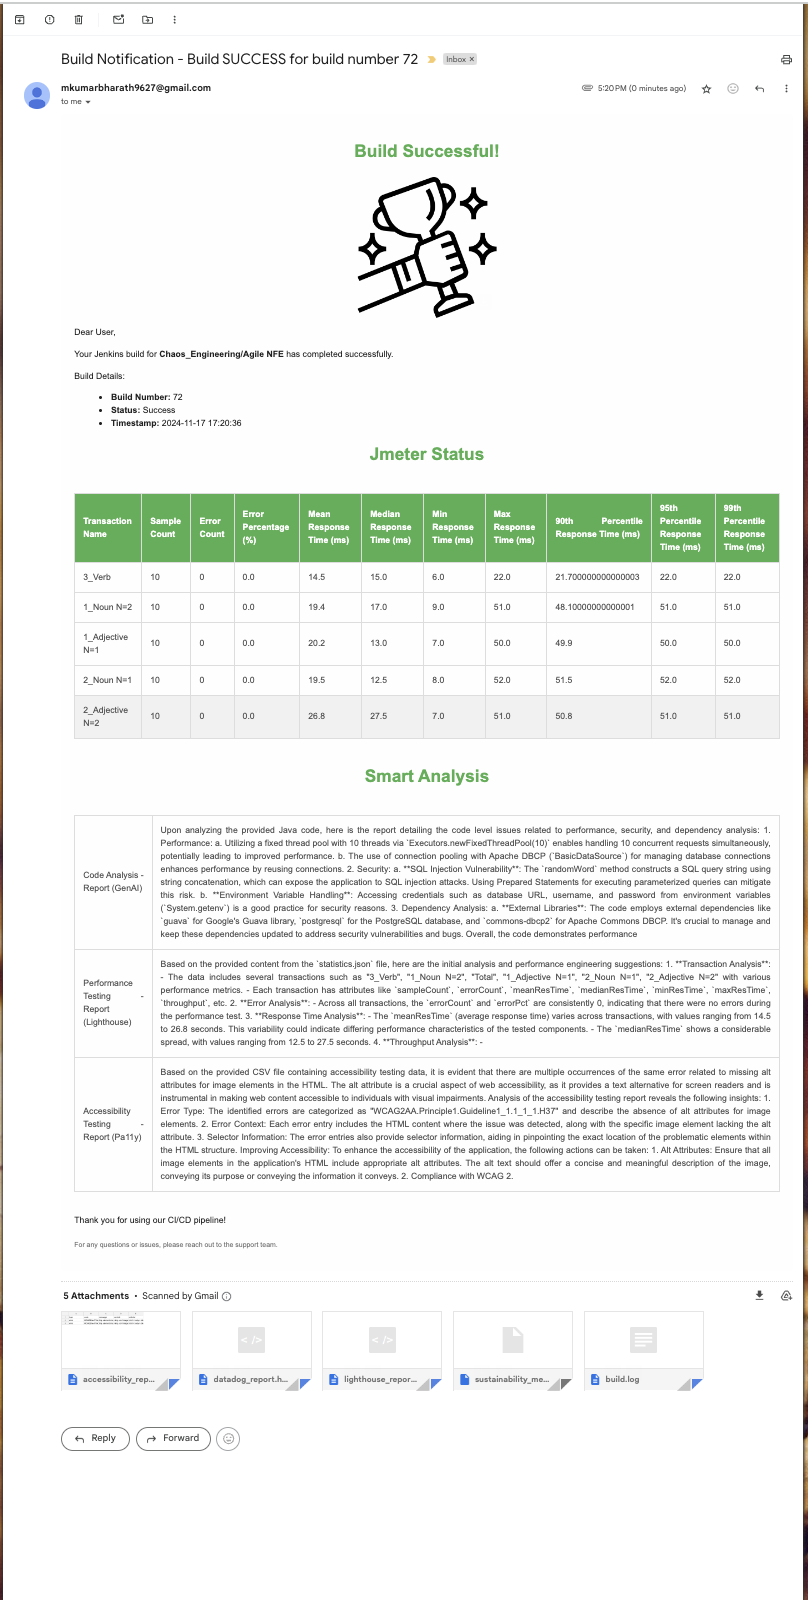 Build Notification - Build SUCCESS for build number 72
Inbox ×
mkumarbharath9627@gmail.com
5:20 PM (0 minutes ago)
to me
Build Successful!
Dear User,
Your Jenkins build for Chaos_Engineering/Agile NFE has completed successfully.
Build Details:
• Build Number: 72
• Status: Success
• Timestamp: 2024-11-17 17:20:36
Jmeter Status
Transaction Name | Sample Count | Error Count | Error Percentage (%) | Mean Response Time (ms) | Median Response Time (ms) | Min Response Time (ms) | Max Response Time (ms) | 90th Percentile Response Time (ms) | 95th Percentile Response Time (ms) | 99th Percentile Response Time (ms)
3_Verb | 10 | 0 | 0.0 | 14.5 | 15.0 | 6.0 | 22.0 | 21.700000000000003 | 22.0 | 22.0
1_Noun N=2 | 10 | 0 | 0.0 | 19.4 | 17.0 | 9.0 | 51.0 | 48.10000000000001 | 51.0 | 51.0
1_Adjective N=1 | 10 | 0 | 0.0 | 20.2 | 13.0 | 7.0 | 50.0 | 49.9 | 50.0 | 50.0
2_Noun N=1 | 10 | 0 | 0.0 | 19.5 | 12.5 | 8.0 | 52.0 | 51.5 | 52.0 | 52.0
2_Adjective N=2 | 10 | 0 | 0.0 | 26.8 | 27.5 | 7.0 | 51.0 | 50.8 | 51.0 | 51.0
Smart Analysis
Code Analysis -
Report (GenAI)
Upon analyzing the provided Java code, here is the report detailing the code level issues related to performance, security, and dependency analysis: 1.
Performance: a. Utilizing a fixed thread pool with 10 threads via `Executors.newFixedThreadPool(10)` enables handling 10 concurrent requests simultaneously,
potentially leading to improved performance. b. The use of connection pooling with Apache DBCP (`BasicDataSource`) for managing database connections
enhances performance by reusing connections. 2. Security: a. **SQL Injection Vulnerability**: The `randomWord` method constructs a SQL query string using
string concatenation, which can expose the application to SQL injection attacks. Using Prepared Statements for executing parameterized queries can mitigate
this risk. b. **Environment Variable Handling**: Accessing credentials such as database URL, username, and password from environment variables
(`System.getenv`) is a good practice for security reasons. 3. Dependency Analysis: a. **External Libraries**: The code employs external dependencies like
`guava` for Google's Guava library, `postgresql` for the PostgreSQL database, and `commons-dbcp2` for Apache Commons DBCP. It's crucial to manage and
keep these dependencies updated to address security vulnerabilities and bugs. Overall, the code demonstrates performance
Performance
Testing -
Report
(Lighthouse)
Based on the provided content from the `statistics.json` file, here are the initial analysis and performance engineering suggestions: 1. **Transaction Analysis**:
- The data includes several transactions such as "3_Verb", "1_Noun N=2", "Total", "1_Adjective N=1", "2_Noun N=1", "2_Adjective N=2" with various
performance metrics. - Each transaction has attributes like `sampleCount`, `errorCount`, `meanResTime`, `medianResTime`, `minResTime`, `maxResTime`,
`throughput`, etc. 2. **Error Analysis**: - Across all transactions, the `errorCount` and `errorPct` are consistently 0, indicating that there were no errors during
the performance test. 3. **Response Time Analysis**: - The `meanResTime` (average response time) varies across transactions, with values ranging from 14.5
to 26.8 seconds. This variability could indicate differing performance characteristics of the tested components. - The `medianResTime` shows a considerable
spread, with values ranging from 12.5 to 27.5 seconds. 4. **Throughput Analysis**: -
Accessibility
Testing -
Report (Pa11y)
Based on the provided CSV file containing accessibility testing data, it is evident that there are multiple occurrences of the same error related to missing alt
attributes for image elements in the HTML. The alt attribute is a crucial aspect of web accessibility, as it provides a text alternative for screen readers and is
instrumental in making web content accessible to individuals with visual impairments. Analysis of the accessibility testing report reveals the following insights: 1.
Error Type: The identified errors are categorized as "WCAG2AA.Principle1.Guideline1_1.1_1_1.H37" and describe the absence of alt attributes for image
elements. 2. Error Context: Each error entry includes the HTML content where the issue was detected, along with the specific image element lacking the alt
attribute. 3. Selector Information: The error entries also provide selector information, aiding in pinpointing the exact location of the problematic elements within
the HTML structure. Improving Accessibility: To enhance the accessibility of the application, the following actions can be taken: 1. Alt Attributes: Ensure that all
image elements in the application's HTML include appropriate alt attributes. The alt text should offer a concise and meaningful description of the image,
conveying its purpose or conveying the information it conveys. 2. Compliance with WCAG 2.
Thank you for using our CI/CD pipeline!
For any questions or issues, please reach out to the support team.
5 Attachments • Scanned by Gmail
accessibility_rep...
datadog_report.h...
lighthouse_repor...
sustainability_me...
build.log
Reply
Forward